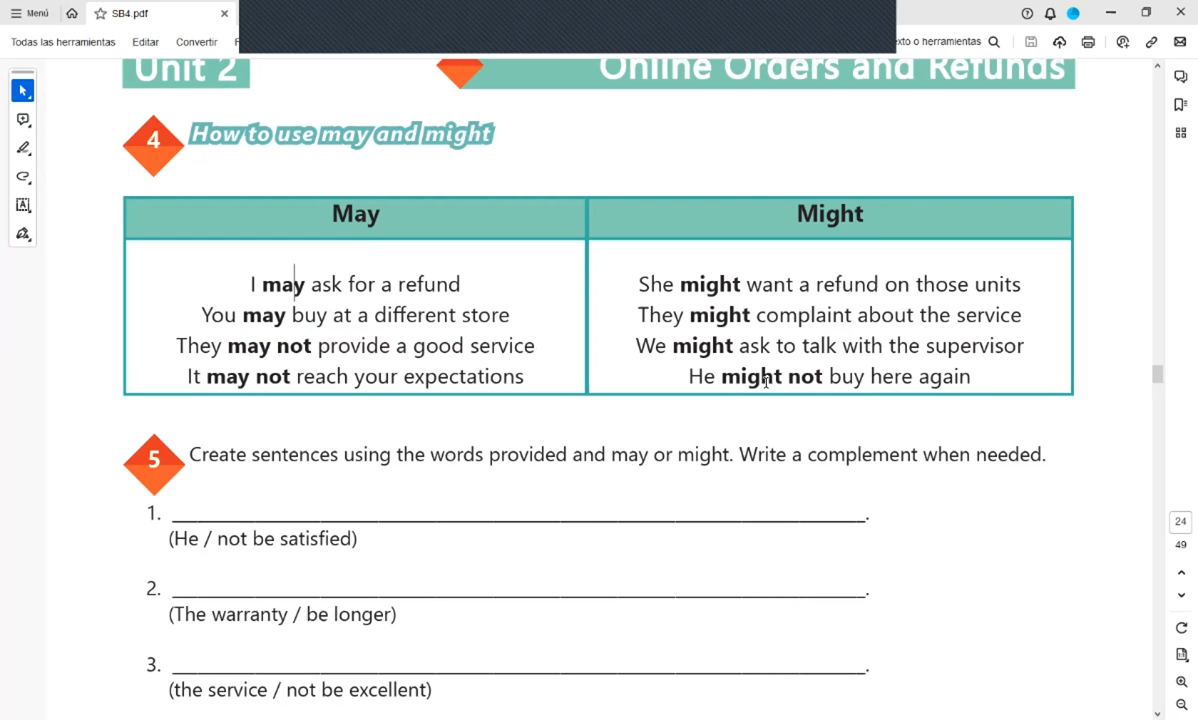 Menú
SB4.pdf
Todas las herramientas Editar Convertir
exto o herramientas
Unit 2
Online Orders and Refunds
4
How to use may and might
May
Might
I may ask for a refund
You may buy at a different store
They may not provide a good service
It may not reach your expectations
She might want a refund on those units
They might complaint about the service
We might ask to talk with the supervisor
He might not buy here again
5
Create sentences using the words provided and may or might. Write a complement when needed.
1. ________________________________________.
(He / not be satisfied)
2. ________________________________________.
(The warranty / be longer)
3. ________________________________________.
(the service / not be excellent)
24
49